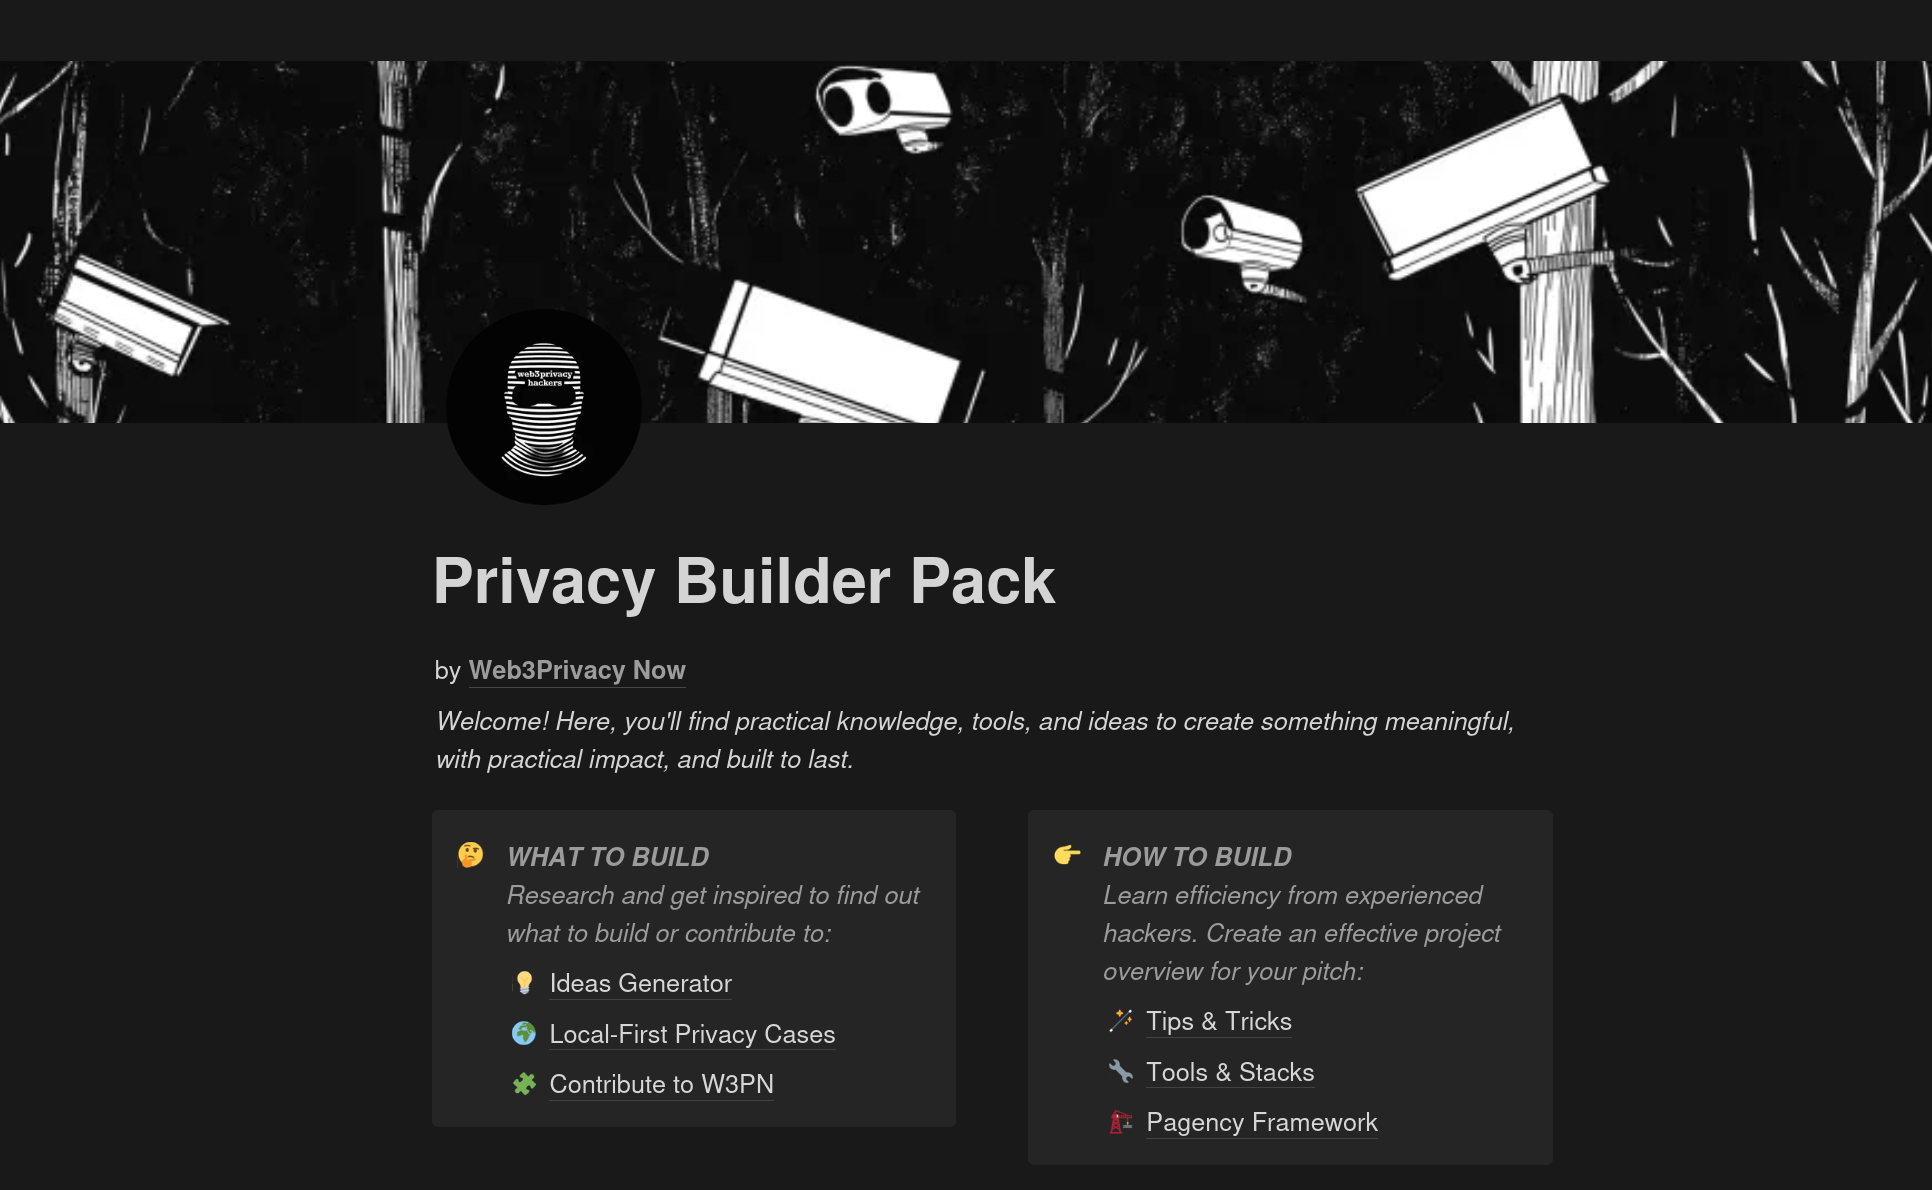 web3privacy
hackers
Privacy Builder Pack
by Web3Privacy Now
Welcome! Here, you'll find practical knowledge, tools, and ideas to create something meaningful,
with practical impact, and built to last.
WHAT TO BUILD
Research and get inspired to find out
what to build or contribute to:
Ideas Generator
Local-First Privacy Cases
Contribute to W3PN
HOW TO BUILD
Learn efficiency from experienced
hackers. Create an effective project
overview for your pitch:
Tips & Tricks
Tools & Stacks
Pagency Framework